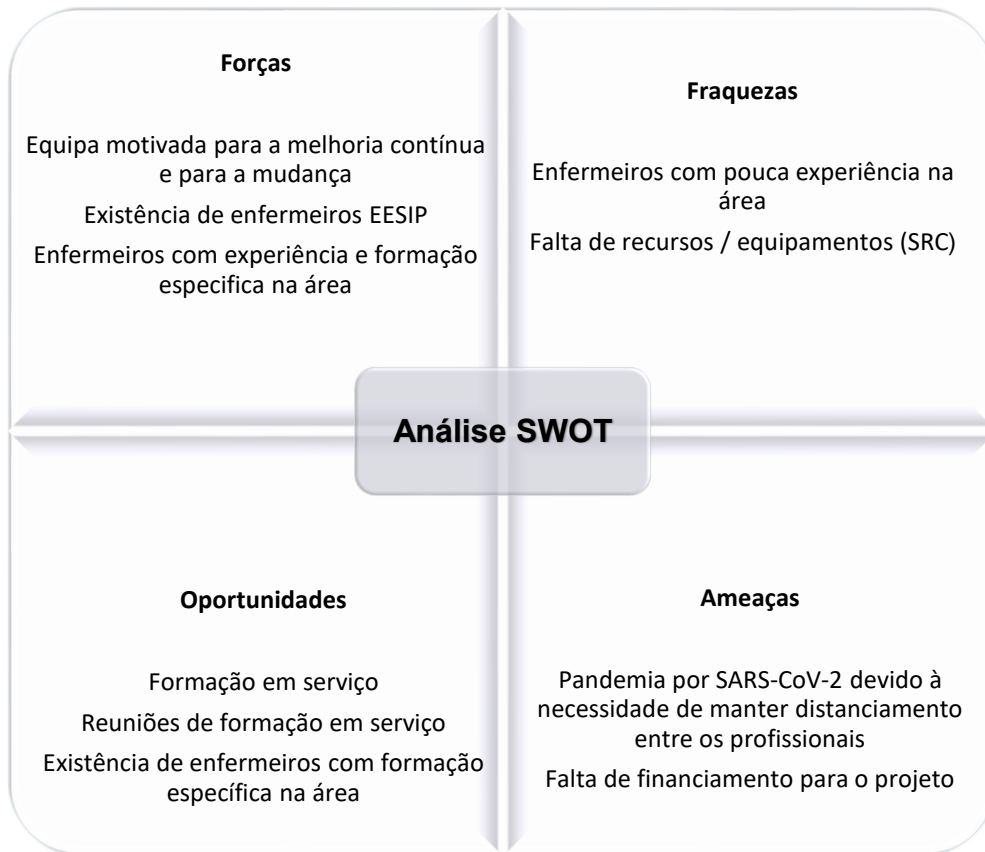 Forças
Equipa motivada para a melhoria contínua
e para a mudança
Existência de enfermeiros EESIP
Enfermeiros com experiência e formação
especifica na área
Fraquezas
Enfermeiros com pouca experiência na
área
Falta de recursos / equipamentos (SRC)
Análise SWOT
Oportunidades
Formação em serviço
Reuniões de formação em serviço
Existência de enfermeiros com formação
específica na área
Ameaças
Pandemia por SARS-CoV-2 devido à
necessidade de manter distanciamento
entre os profissionais
Falta de financiamento para o projeto